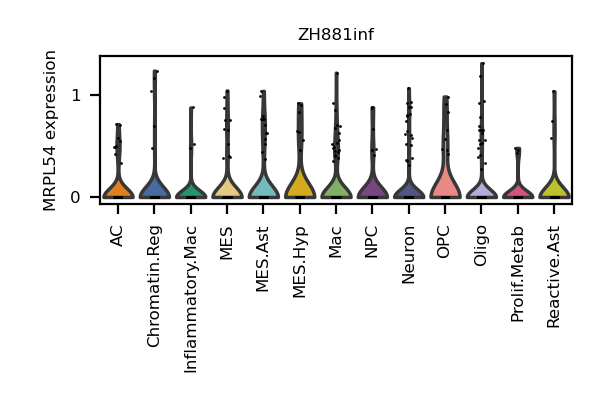 ZH881inf
MRPL54 expression
1
0
AC
Chromatin.Reg
Inflammatory.Mac
MES
MES.Ast
MES.Hyp
Mac
NPC
Neuron
OPC
Oligo
Prolif.Metab
Reactive.Ast